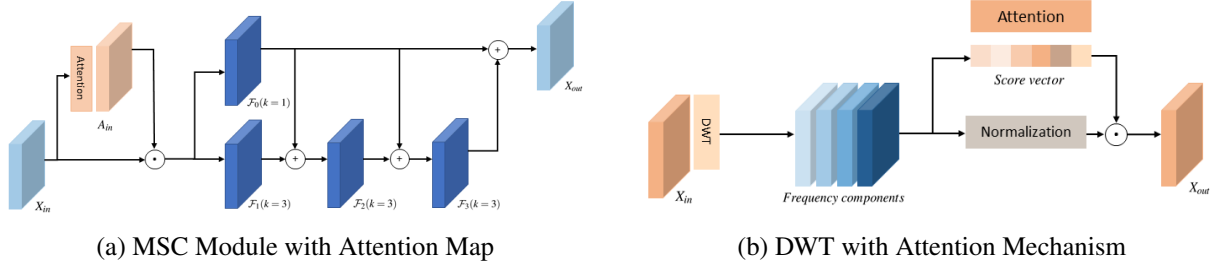 Attention
A_in
X_in
F_0(k = 1)
F_1(k = 3)
F_2(k = 3)
F_3(k = 3)
X_out
+
+
+
(a) MSC Module with Attention Map
X_in
DWT
Frequency components
Attention
Score vector
Normalization
X_out
(b) DWT with Attention Mechanism